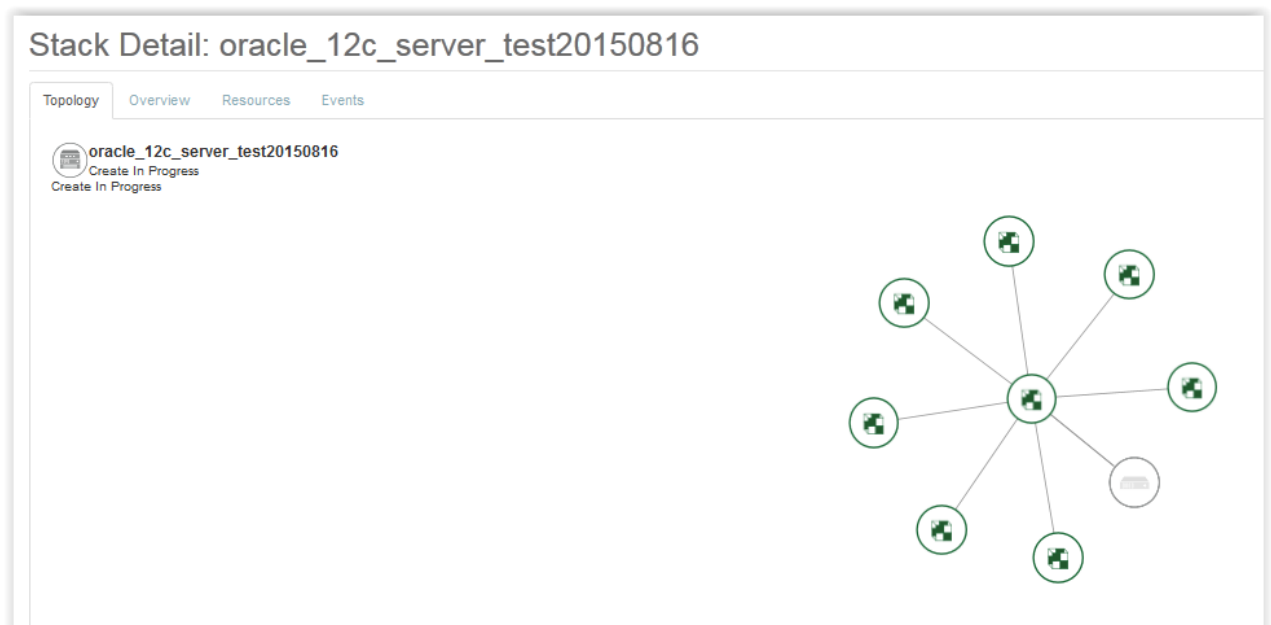 Stack Detail: oracle_12c_server_test20150816
Topology Overview Resources Events
oracle_12c_server_test20150816
Create In Progress
Create In Progress